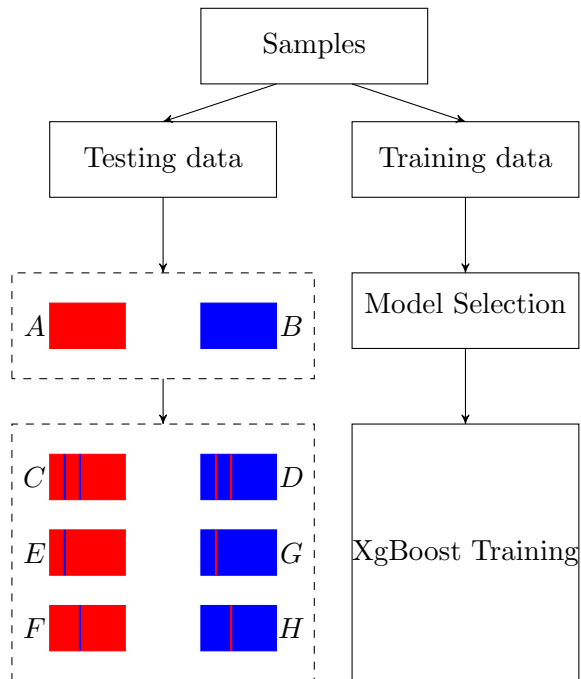 Samples
Testing data
Training data
A
B
Model Selection
C
D
E
G
XgBoost Training
F
H